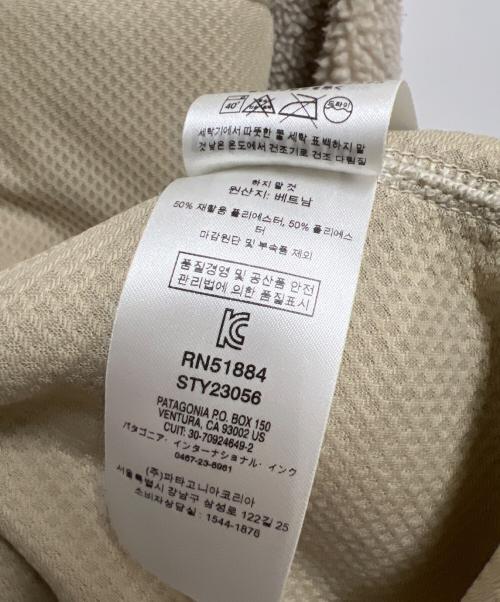 40°
드라이
세탁기에서 따뜻한 물 세탁 표백하지 말
것 낮은 온도에서 건조기로 건조 다림질
하지 말 것
원산지: 베트남
50% 재활용 폴리에스터, 50% 폴리에스
터
마감원단 및 부속품 제외
품질경영 및 공산품 안전
관리법에 의한 품질표시
KC
RN51884
STY23056
PATAGONIA P.O. BOX 150
VENTURA, CA 93002 US
CUIT: 30-70924649-2
パタゴニア・インターナショナル・インク
0467-23-8961
(주)파타고니아코리아
서울특별시 강남구 삼성로 122길 25
소비자상담실 : 1544-1876